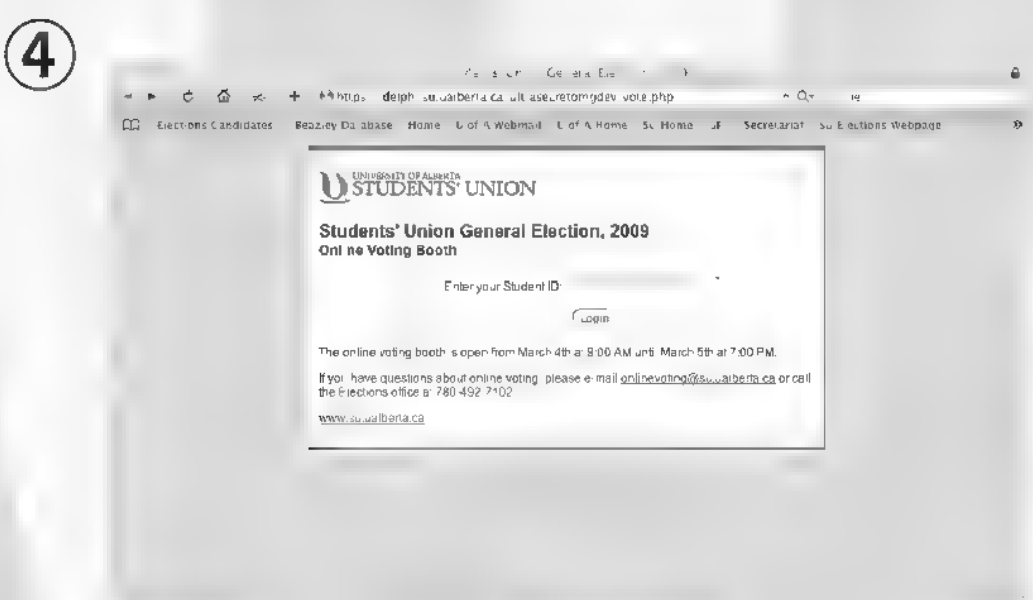 4
https
Elections Candidates Beazley Database Home U of A Webmail U of A Home SU Home Secretariat SU Elections Webpage
UNIVERSITY OF ALBERTA
STUDENTS' UNION
Students' Union General Election, 2009
Online Voting Booth
Enter your Student ID:
Login
The online voting booth is open from March 4th at 9:00 AM until March 5th at 7:00 PM.
If you have questions about online voting please e-mail onlinevoting@su.ualberta.ca or call
the Elections office at 780 492 7102
www.su.ualberta.ca